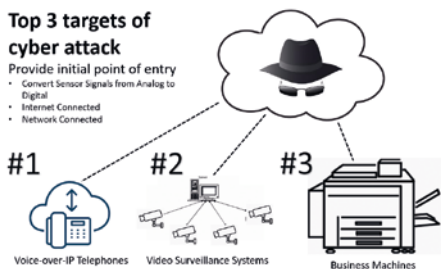 Top 3 targets of
cyber attack
Provide initial point of entry
• Convert Sensor Signals from Analog to
Digital
• Internet Connected
• Network Connected
#1
#2
#3
Voice-over-IP Telephones
Video Surveillance Systems
Business Machines